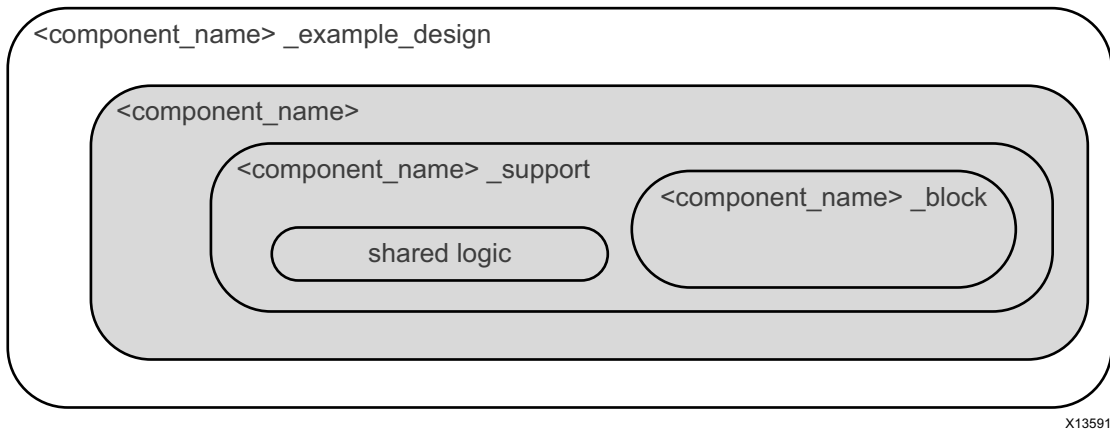 <component_name> _example_design
<component_name>
<component_name> _support
<component_name> _block
shared logic
X13591